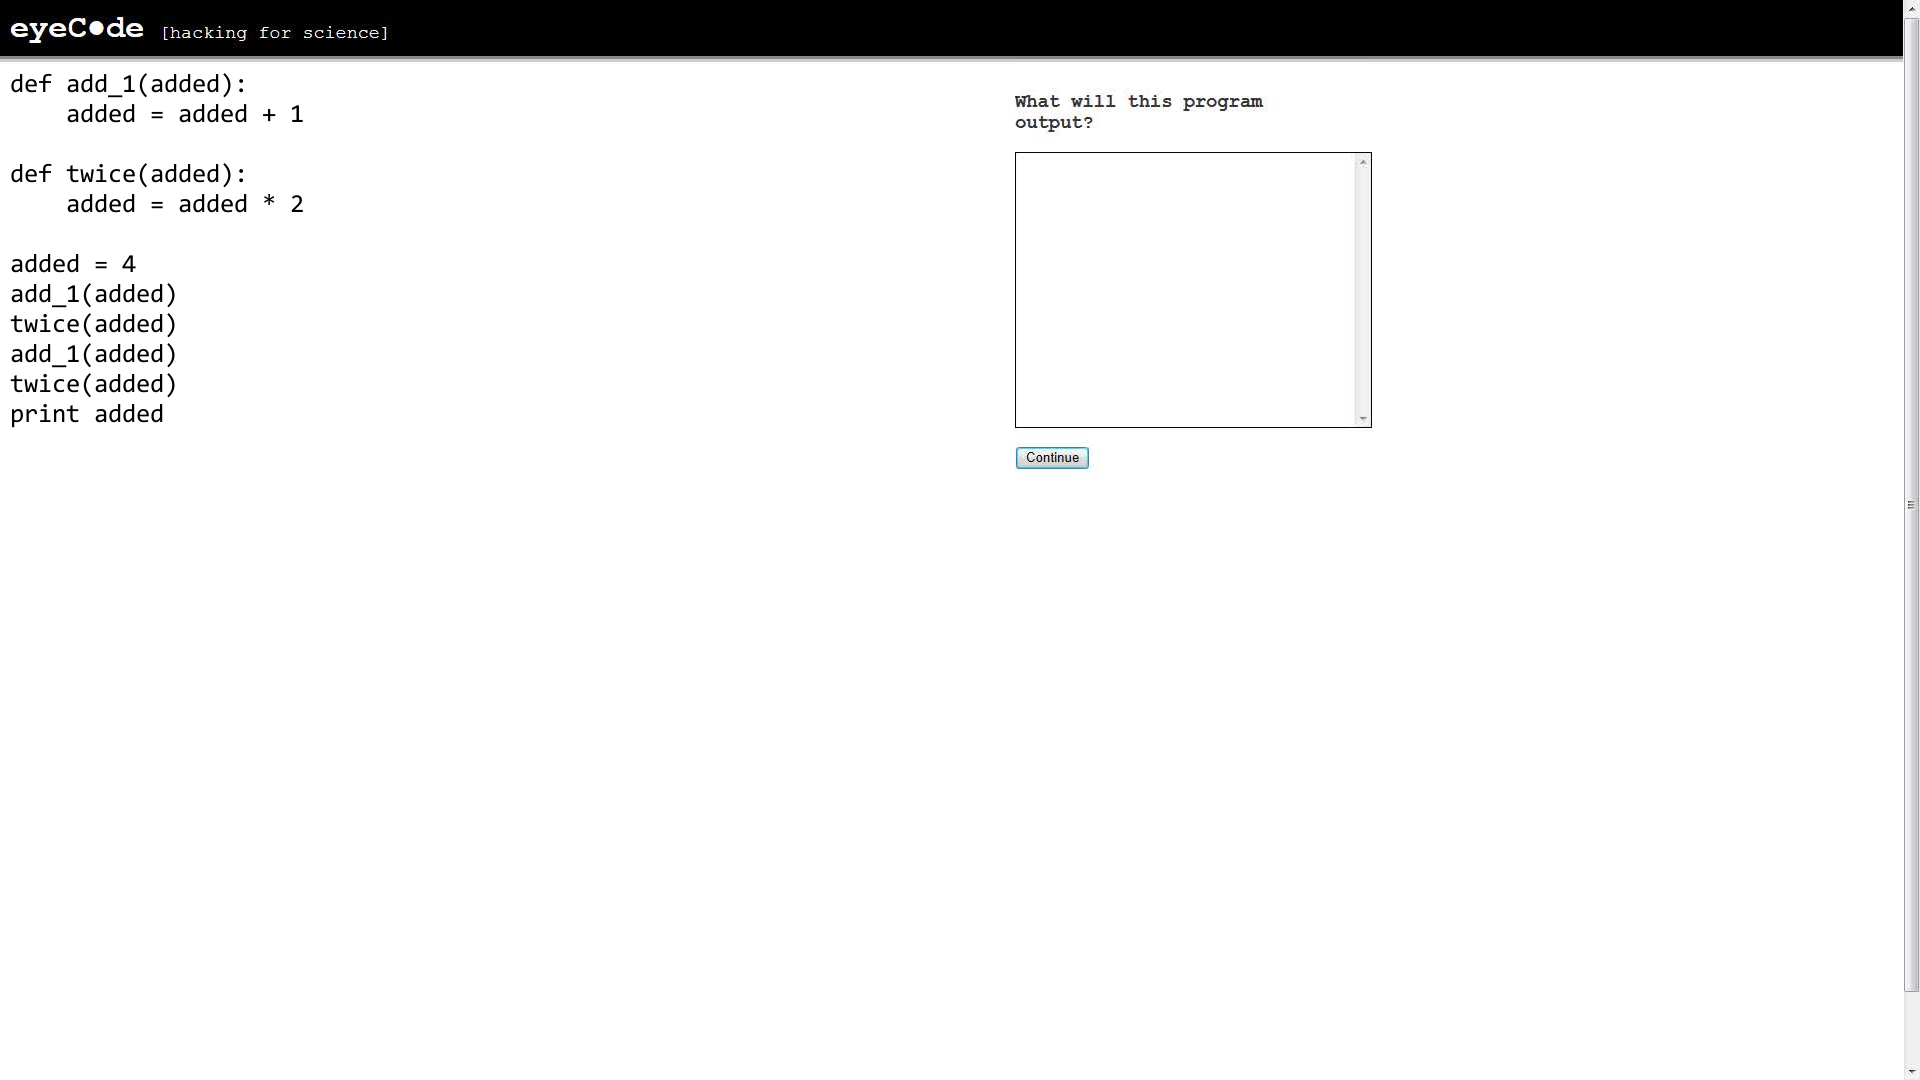 eyeC●de [hacking for science]
def add_1(added):
    added = added + 1

def twice(added):
    added = added * 2

added = 4
add_1(added)
twice(added)
add_1(added)
twice(added)
print added
What will this program
output?
Continue